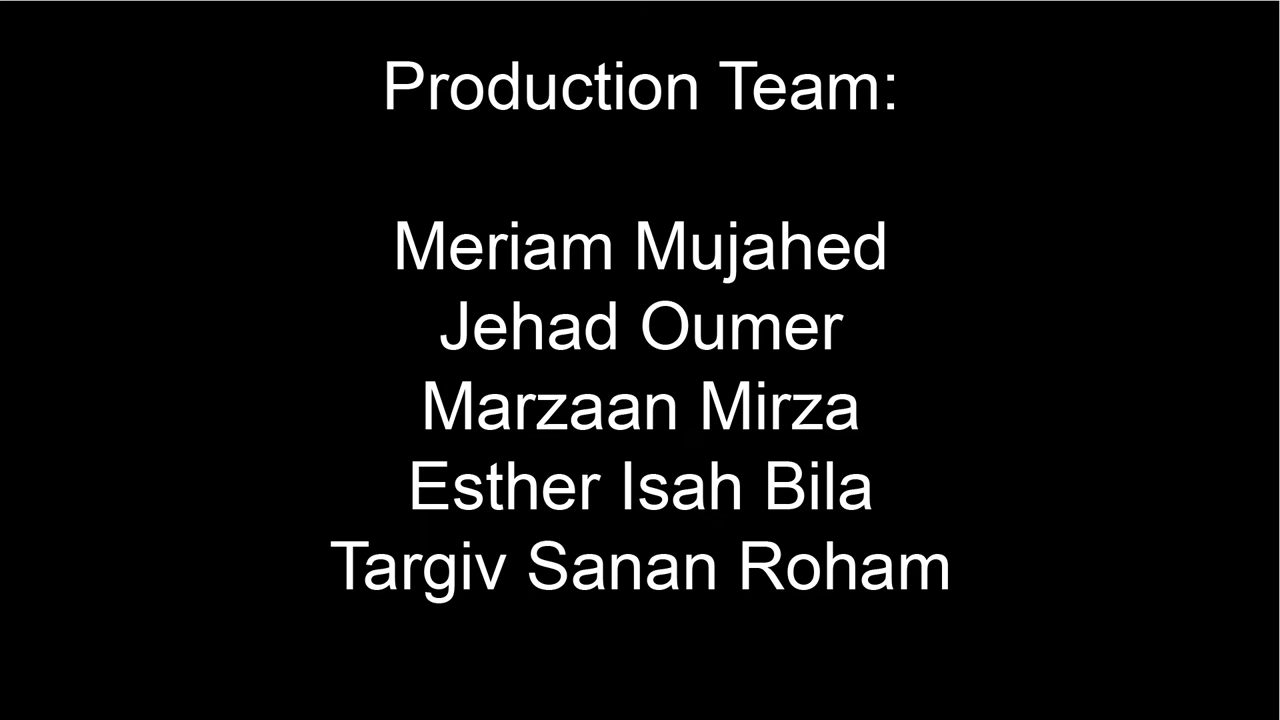 Production Team:
Meriam Mujahed
Jehad Oumer
Marzaan Mirza
Esther Isah Bila
Targiv Sanan Roham